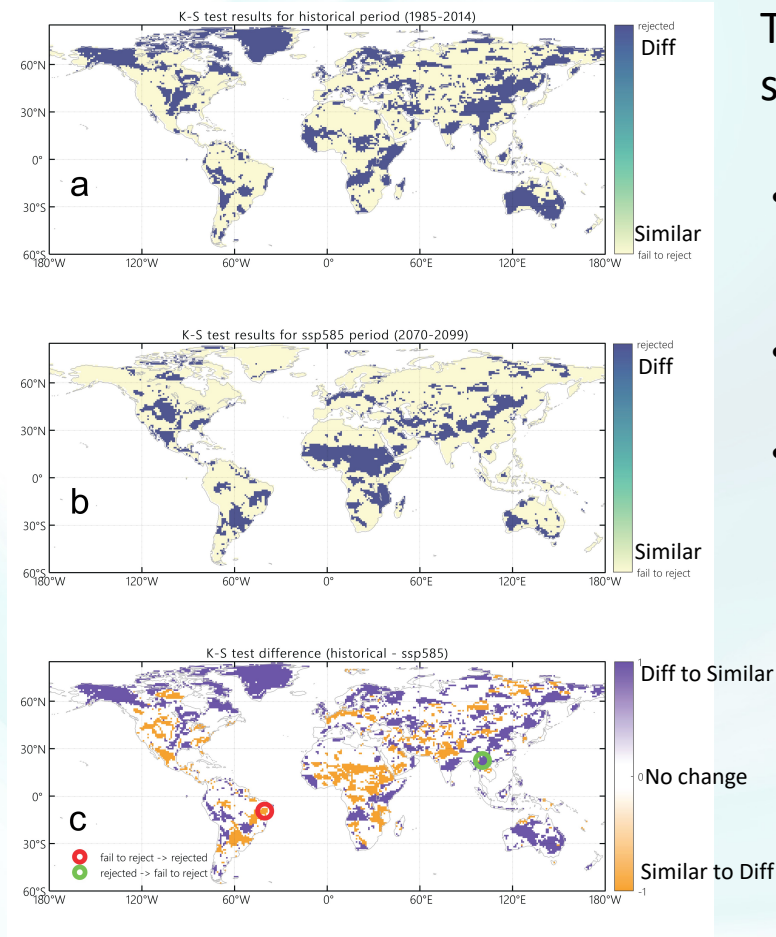 K-S test results for historical period (1985-2014)
60°N
30°N
0°
30°S
60°S
180°W
120°W
60°W
0°
60°E
120°E
180°W
a
rejected
Diff
Similar
fail to reject
K-S test results for ssp585 period (2070-2099)
60°N
30°N
0°
30°S
60°S
180°W
120°W
60°W
0°
60°E
120°E
180°W
b
rejected
Diff
Similar
fail to reject
K-S test difference (historical - ssp585)
60°N
30°N
0°
30°S
60°S
180°W
120°W
60°W
0°
60°E
120°E
180°W
c
fail to reject -> rejected
rejected -> fail to reject
1
Diff to Similar
0
No change
Similar to Diff
-1
T
s
•
•
•